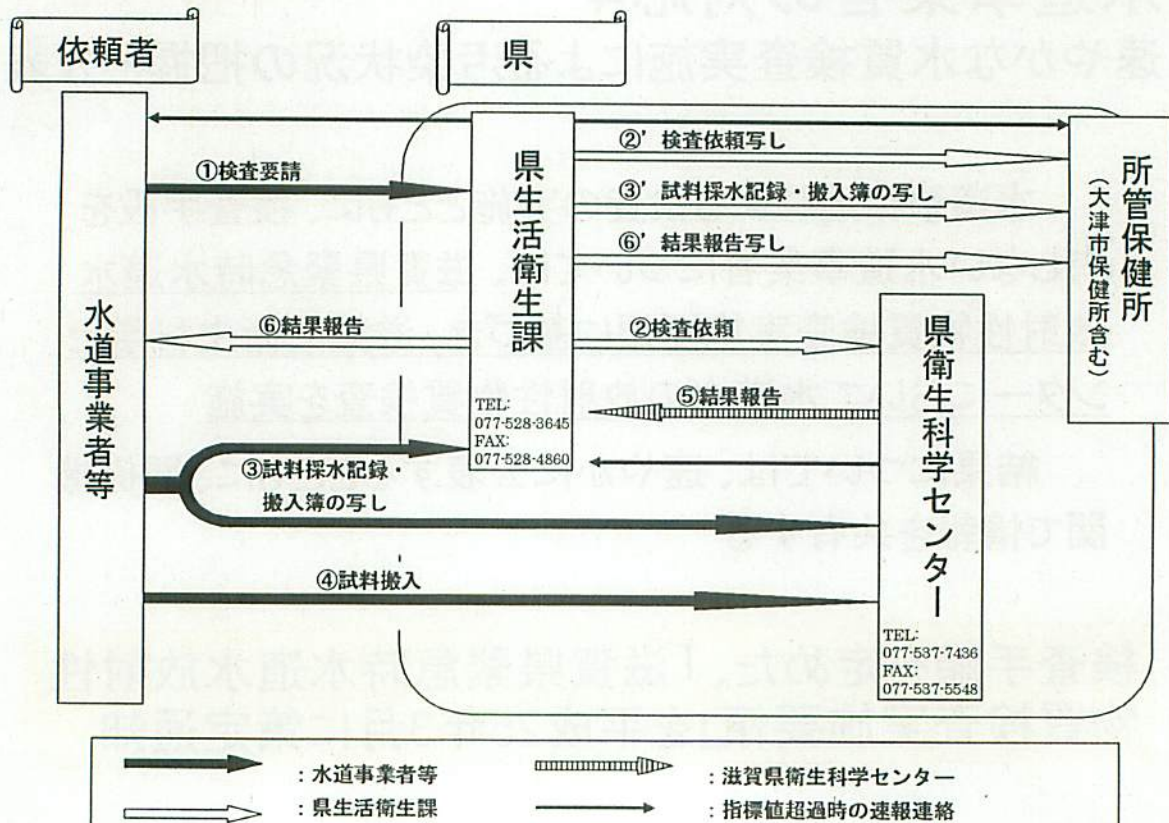 依頼者
県
水道事業者等
県生活衛生課
TEL:
077-528-3645
FAX:
077-528-4860
所管保健所
（大津市保健所含む）
県衛生科学センター
TEL:
077-537-7436
FAX:
077-537-5548
①検査要請
②’検査依頼写し
③’試料採水記録・搬入簿の写し
⑥’結果報告写し
⑥結果報告
②検査依頼
⑤結果報告
③試料採水記録・
搬入簿の写し
④試料搬入
：水道事業者等
：滋賀県衛生科学センター
：県生活衛生課
：指標値超過時の速報連絡